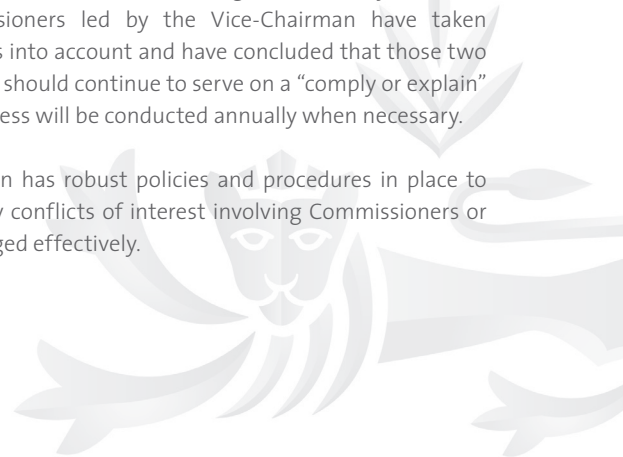 sioners led by the Vice-Chairman have taken
s into account and have concluded that those two
should continue to serve on a “comply or explain”
ess will be conducted annually when necessary.
n has robust policies and procedures in place to
y conflicts of interest involving Commissioners or
ged effectively.